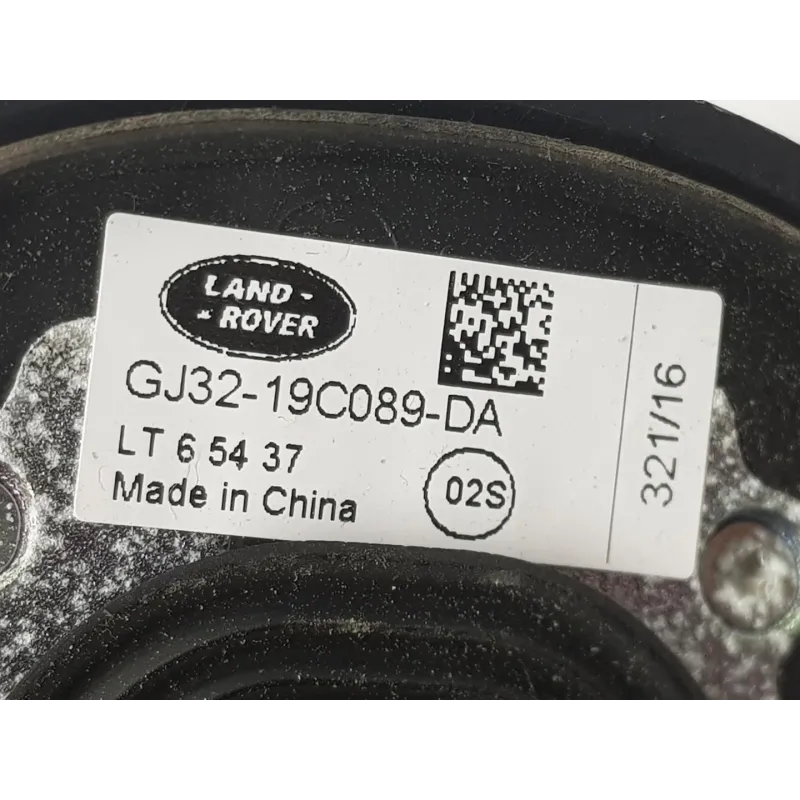 LAND -
- ROVER
GJ32-19C089-DA
LT 6 54 37
Made in China
02S
321/16